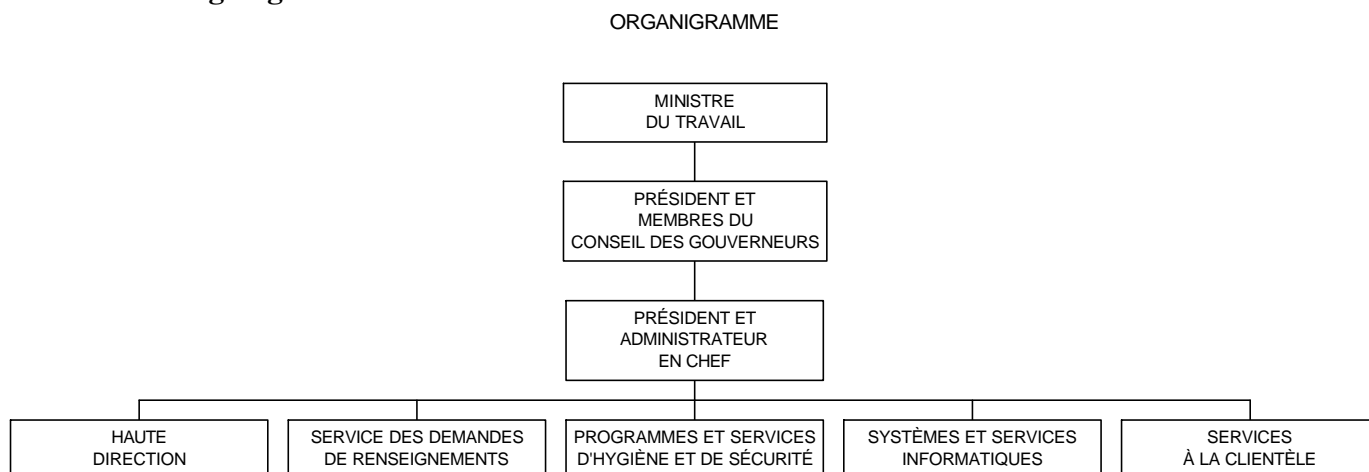 ORGANIGRAMME
MINISTRE
DU TRAVAIL
PRÉSIDENT ET
MEMBRES DU
CONSEIL DES GOUVERNEURS
PRÉSIDENT ET
ADMINISTRATEUR
EN CHEF
HAUTE
DIRECTION
SERVICE DES DEMANDES
DE RENSEIGNEMENTS
PROGRAMMES ET SERVICES
D'HYGIÈNE ET DE SÉCURITÉ
SYSTÈMES ET SERVICES
INFORMATIQUES
SERVICES
À LA CLIENTÈLE